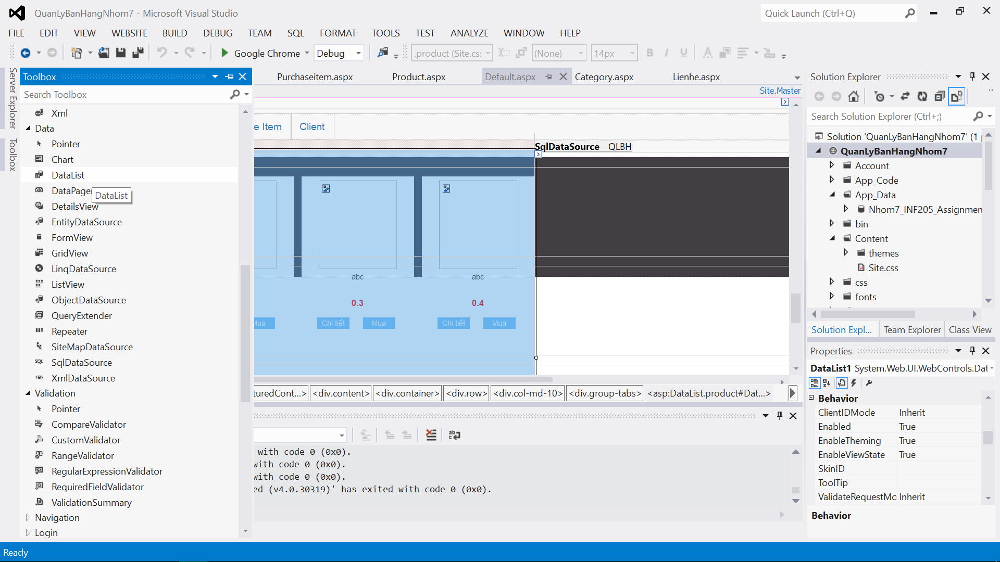 QuanLyBanHangNhom7 - Microsoft Visual Studio
Quick Launch (Ctrl+Q)
FILE EDIT VIEW WEBSITE BUILD DEBUG TEAM SQL FORMAT TOOLS TEST ANALYZE WINDOW HELP
Google Chrome Debug .product (Site.cs: (None) 14px B I U A
Server Explorer
Toolbox
Toolbox
Search Toolbox
Xml
Data
Pointer
Chart
DataList
DataPage
DataList
DetailsView
EntityDataSource
FormView
GridView
LinqDataSource
ListView
ObjectDataSource
QueryExtender
Repeater
SiteMapDataSource
SQL SqlDataSource
XmlDataSource
Validation
Pointer
CompareValidator
CustomValidator
RangeValidator
RegularExpressionValidator
RequiredFieldValidator
ValidationSummary
Navigation
Login
Purchaseitem.aspx Product.aspx Default.aspx Category.aspx Lienhe.aspx
Site.Master
e Item Client
SqlDataSource - QLBH
abc abc
0.3 0.4
Mua Chi tiết Mua Chi tiết Mua
turedCont...> <div.content> <div.container> <div.row> <div.col-md-10> <div.group-tabs> <asp:DataList.product#Dat...>
with code 0 (0x0).
with code 0 (0x0).
with code 0 (0x0).
ed (v4.0.30319)' has exited with code 0 (0x0).
Solution Explorer
Search Solution Explorer (Ctrl+;)
Solution 'QuanLyBanHangNhom7' (1
QuanLyBanHangNhom7
Account
App_Code
App_Data
Nhom7_INF205_Assignmen
bin
Content
themes
Site.css
css
fonts
Solution Expl... Team Explorer Class View
Properties
DataList1 System.Web.UI.WebControls.Dat
Behavior
ClientIDMode Inherit
Enabled True
EnableTheming True
EnableViewState True
SkinID
ToolTip
ValidateRequestMo Inherit
Behavior
Ready